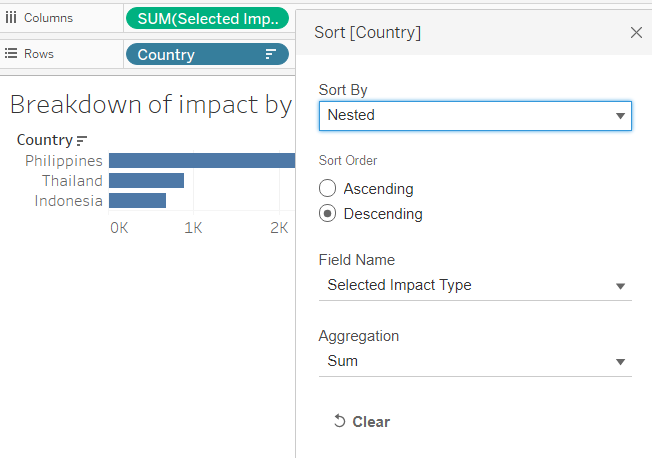 Columns
SUM(Selected Imp..
Rows
Country
Breakdown of impact by
Country
Philippines
Thailand
Indonesia
0K 1K 2K
Sort [Country]
Sort By
Nested
Sort Order
Ascending
Descending
Field Name
Selected Impact Type
Aggregation
Sum
Clear